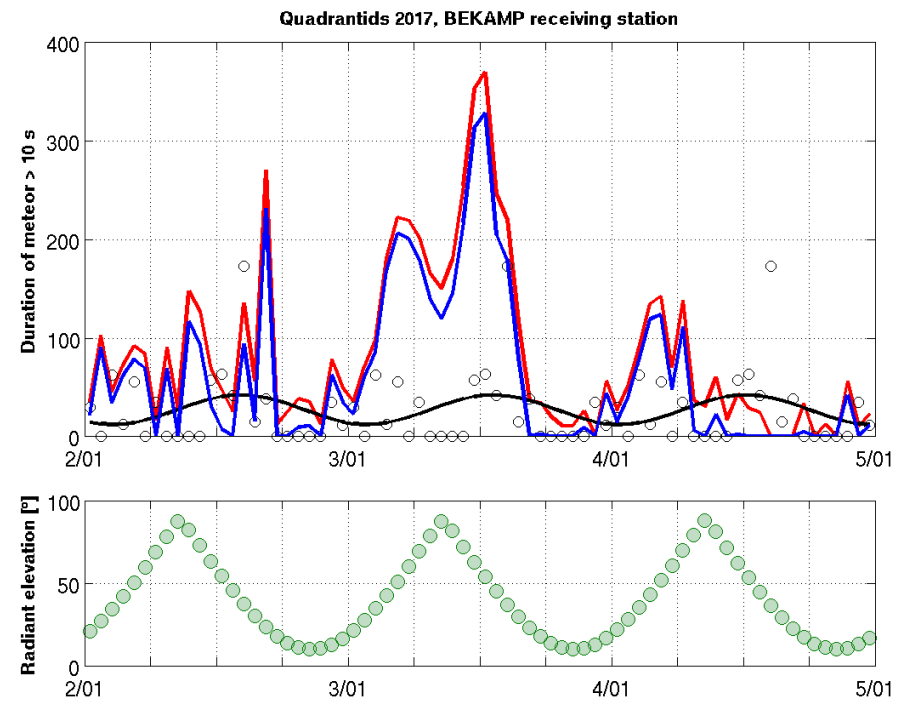 Quadrantids 2017, BEKAMP receiving station
Duration of meteor > 10 s
400
300
200
100
0
2/01 3/01 4/01 5/01
Radiant elevation [º]
100
50
0
2/01 3/01 4/01 5/01